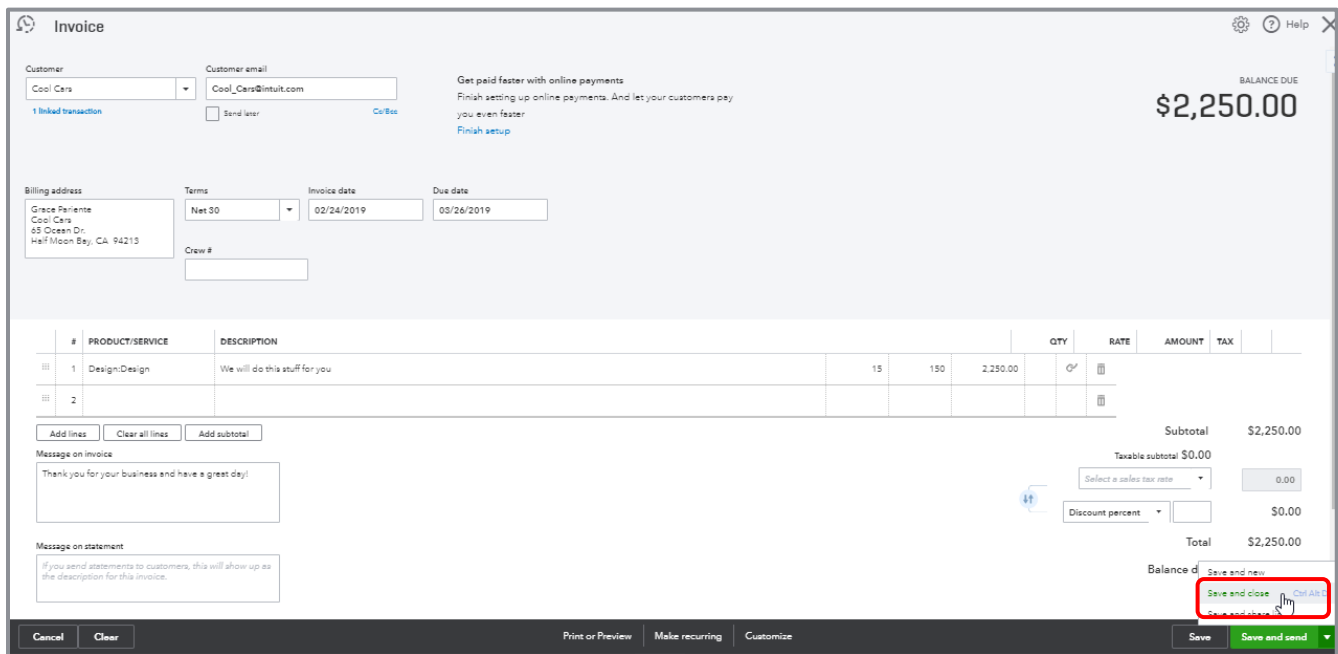 Invoice
Help
Customer
Customer email
Cool Cars
Cool_Cars@intuit.com
1 linked transaction
Send later
Cc/Bcc
Get paid faster with online payments
Finish setting up online payments. And let your customers pay
you even faster
Finish setup
BALANCE DUE
$2,250.00
Billing address
Terms
Invoice date
Due date
Grace Pariente
Cool Cars
65 Ocean Dr.
Half Moon Bay, CA 94213
Net 30
02/24/2019
03/26/2019
Crew #
# PRODUCT/SERVICE DESCRIPTION QTY RATE AMOUNT TAX
1 Design:Design We will do this stuff for you 15 150 2,250.00
2
Add lines Clear all lines Add subtotal
Subtotal $2,250.00
Message on invoice
Taxable subtotal $0.00
Thank you for your business and have a great day!
Select a sales tax rate 0.00
Discount percent $0.00
Message on statement
Total $2,250.00
If you send statements to customers, this will show up as
the description for this invoice.
Balance d
Save and new
Save and close Ctrl Alt D
Save and share
Cancel Clear Print or Preview Make recurring Customize Save Save and send